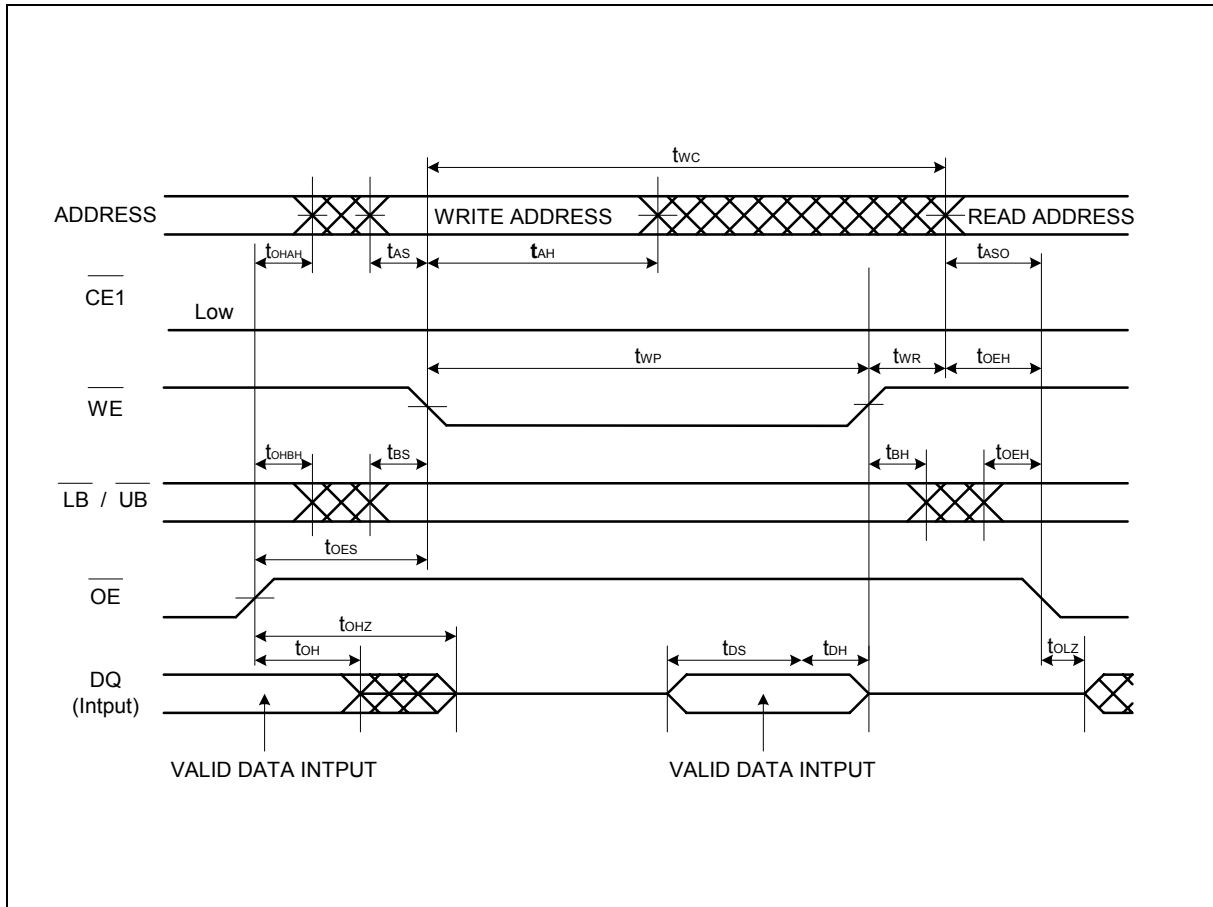 tWC
ADDRESS
WRITE ADDRESS
READ ADDRESS
tOHAH
tAS
tAH
tASO
CE1
Low
tWP
tWR
tOEH
WE
tOHBH
tBS
tBH
tOEH
LB / UB
tOES
OE
tOHZ
tOH
tDS
tDH
tOLZ
DQ
(Intput)
VALID DATA INTPUT
VALID DATA INTPUT